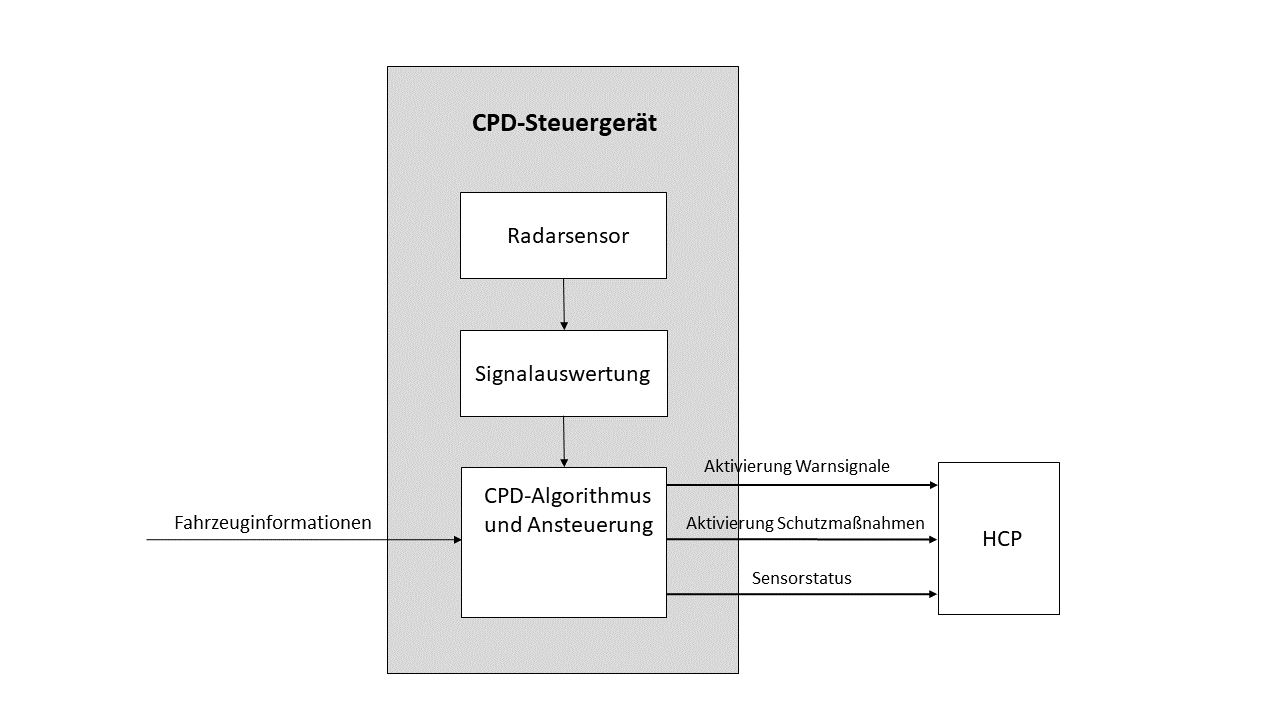 CPD-Steuergerät
Radarsensor
Signalauswertung
CPD-Algorithmus
und Ansteuerung
Fahrzeuginformationen
Aktivierung Warnsignale
Aktivierung Schutzmaßnahmen
Sensorstatus
HCP